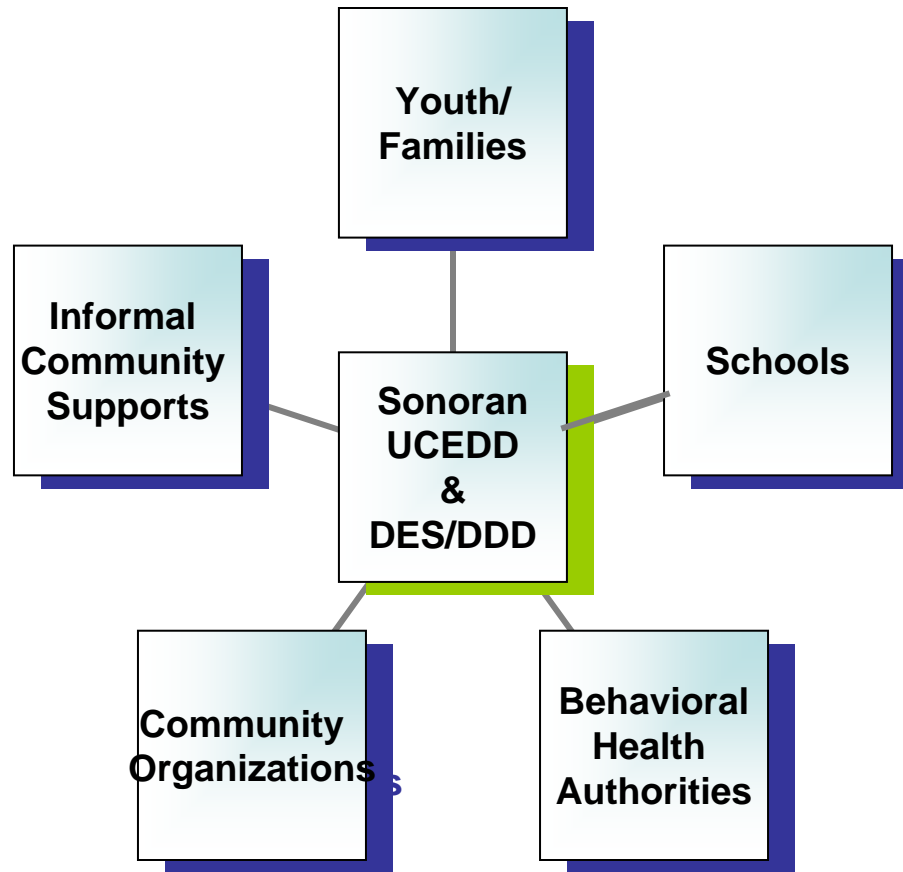 Youth/
Families
Informal
Community
Supports
Schools
Sonoran
UCEDD
&
DES/DDD
Community
Organizations
s
Behavioral
Health
Authorities